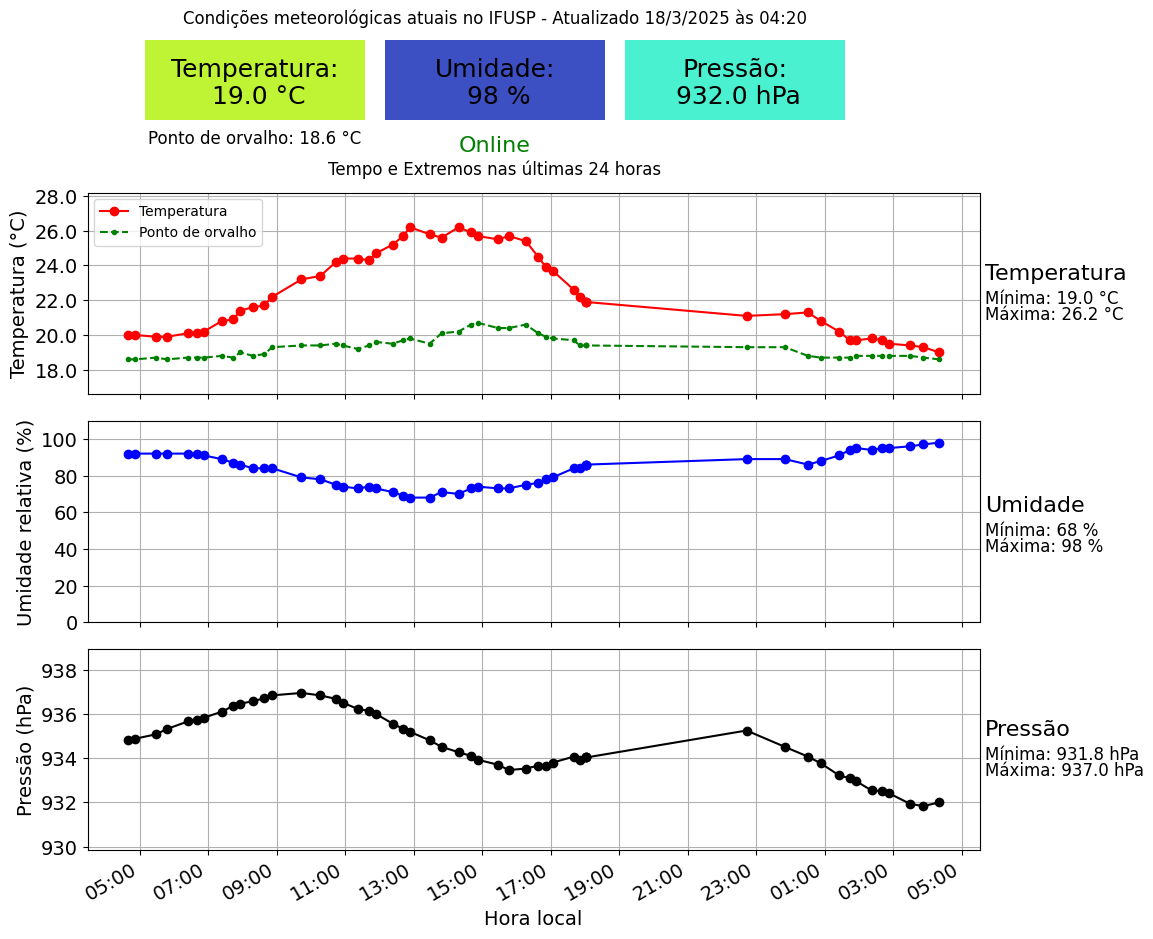 Condições meteorológicas atuais no IFUSP - Atualizado 18/3/2025 às 04:20
Temperatura:
19.0 °C
Umidade:
98 %
Pressão:
932.0 hPa
Ponto de orvalho: 18.6 °C
Online
Tempo e Extremos nas últimas 24 horas
Temperatura (°C)
28.0
26.0
24.0
22.0
20.0
18.0
Temperatura
Ponto de orvalho
Temperatura
Mínima: 19.0 °C
Máxima: 26.2 °C
Umidade relativa (%)
100
80
60
40
20
0
Umidade
Mínima: 68 %
Máxima: 98 %
Pressão (hPa)
938
936
934
932
930
Pressão
Mínima: 931.8 hPa
Máxima: 937.0 hPa
05:00
07:00
09:00
11:00
13:00
15:00
17:00
19:00
21:00
23:00
01:00
03:00
05:00
Hora local